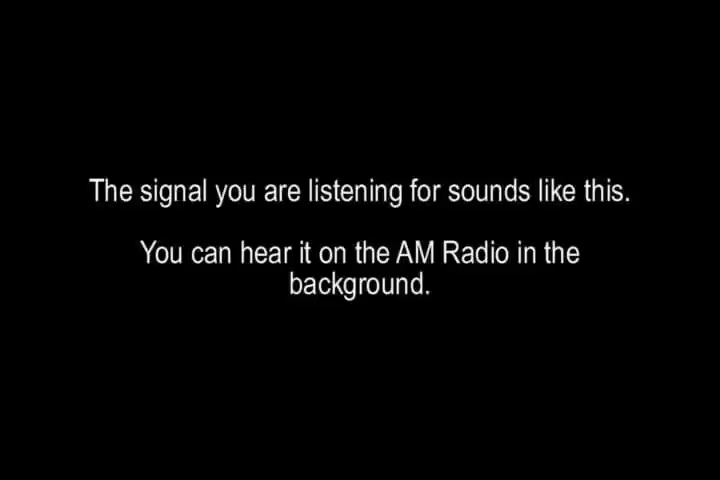 The signal you are listening for sounds like this.
You can hear it on the AM Radio in the
background.